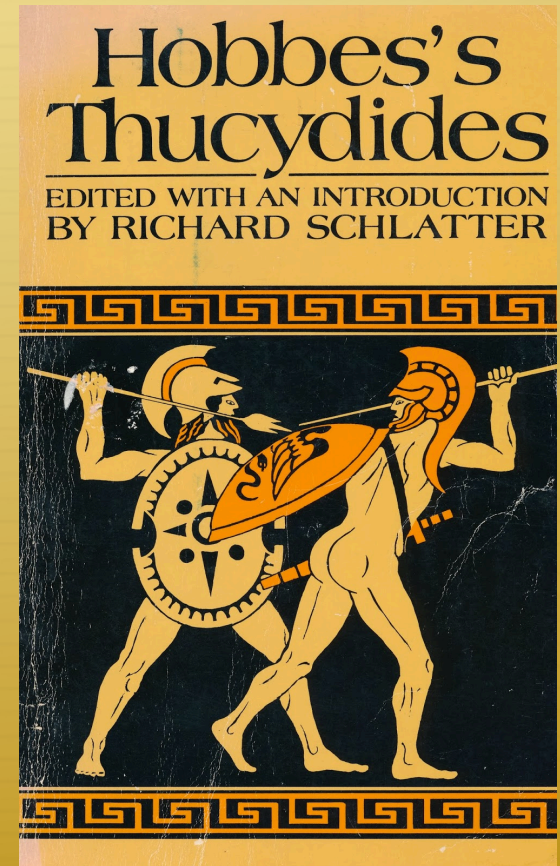 Hobbes's
Thucydides
EDITED WITH AN INTRODUCTION
BY RICHARD SCHLATTER